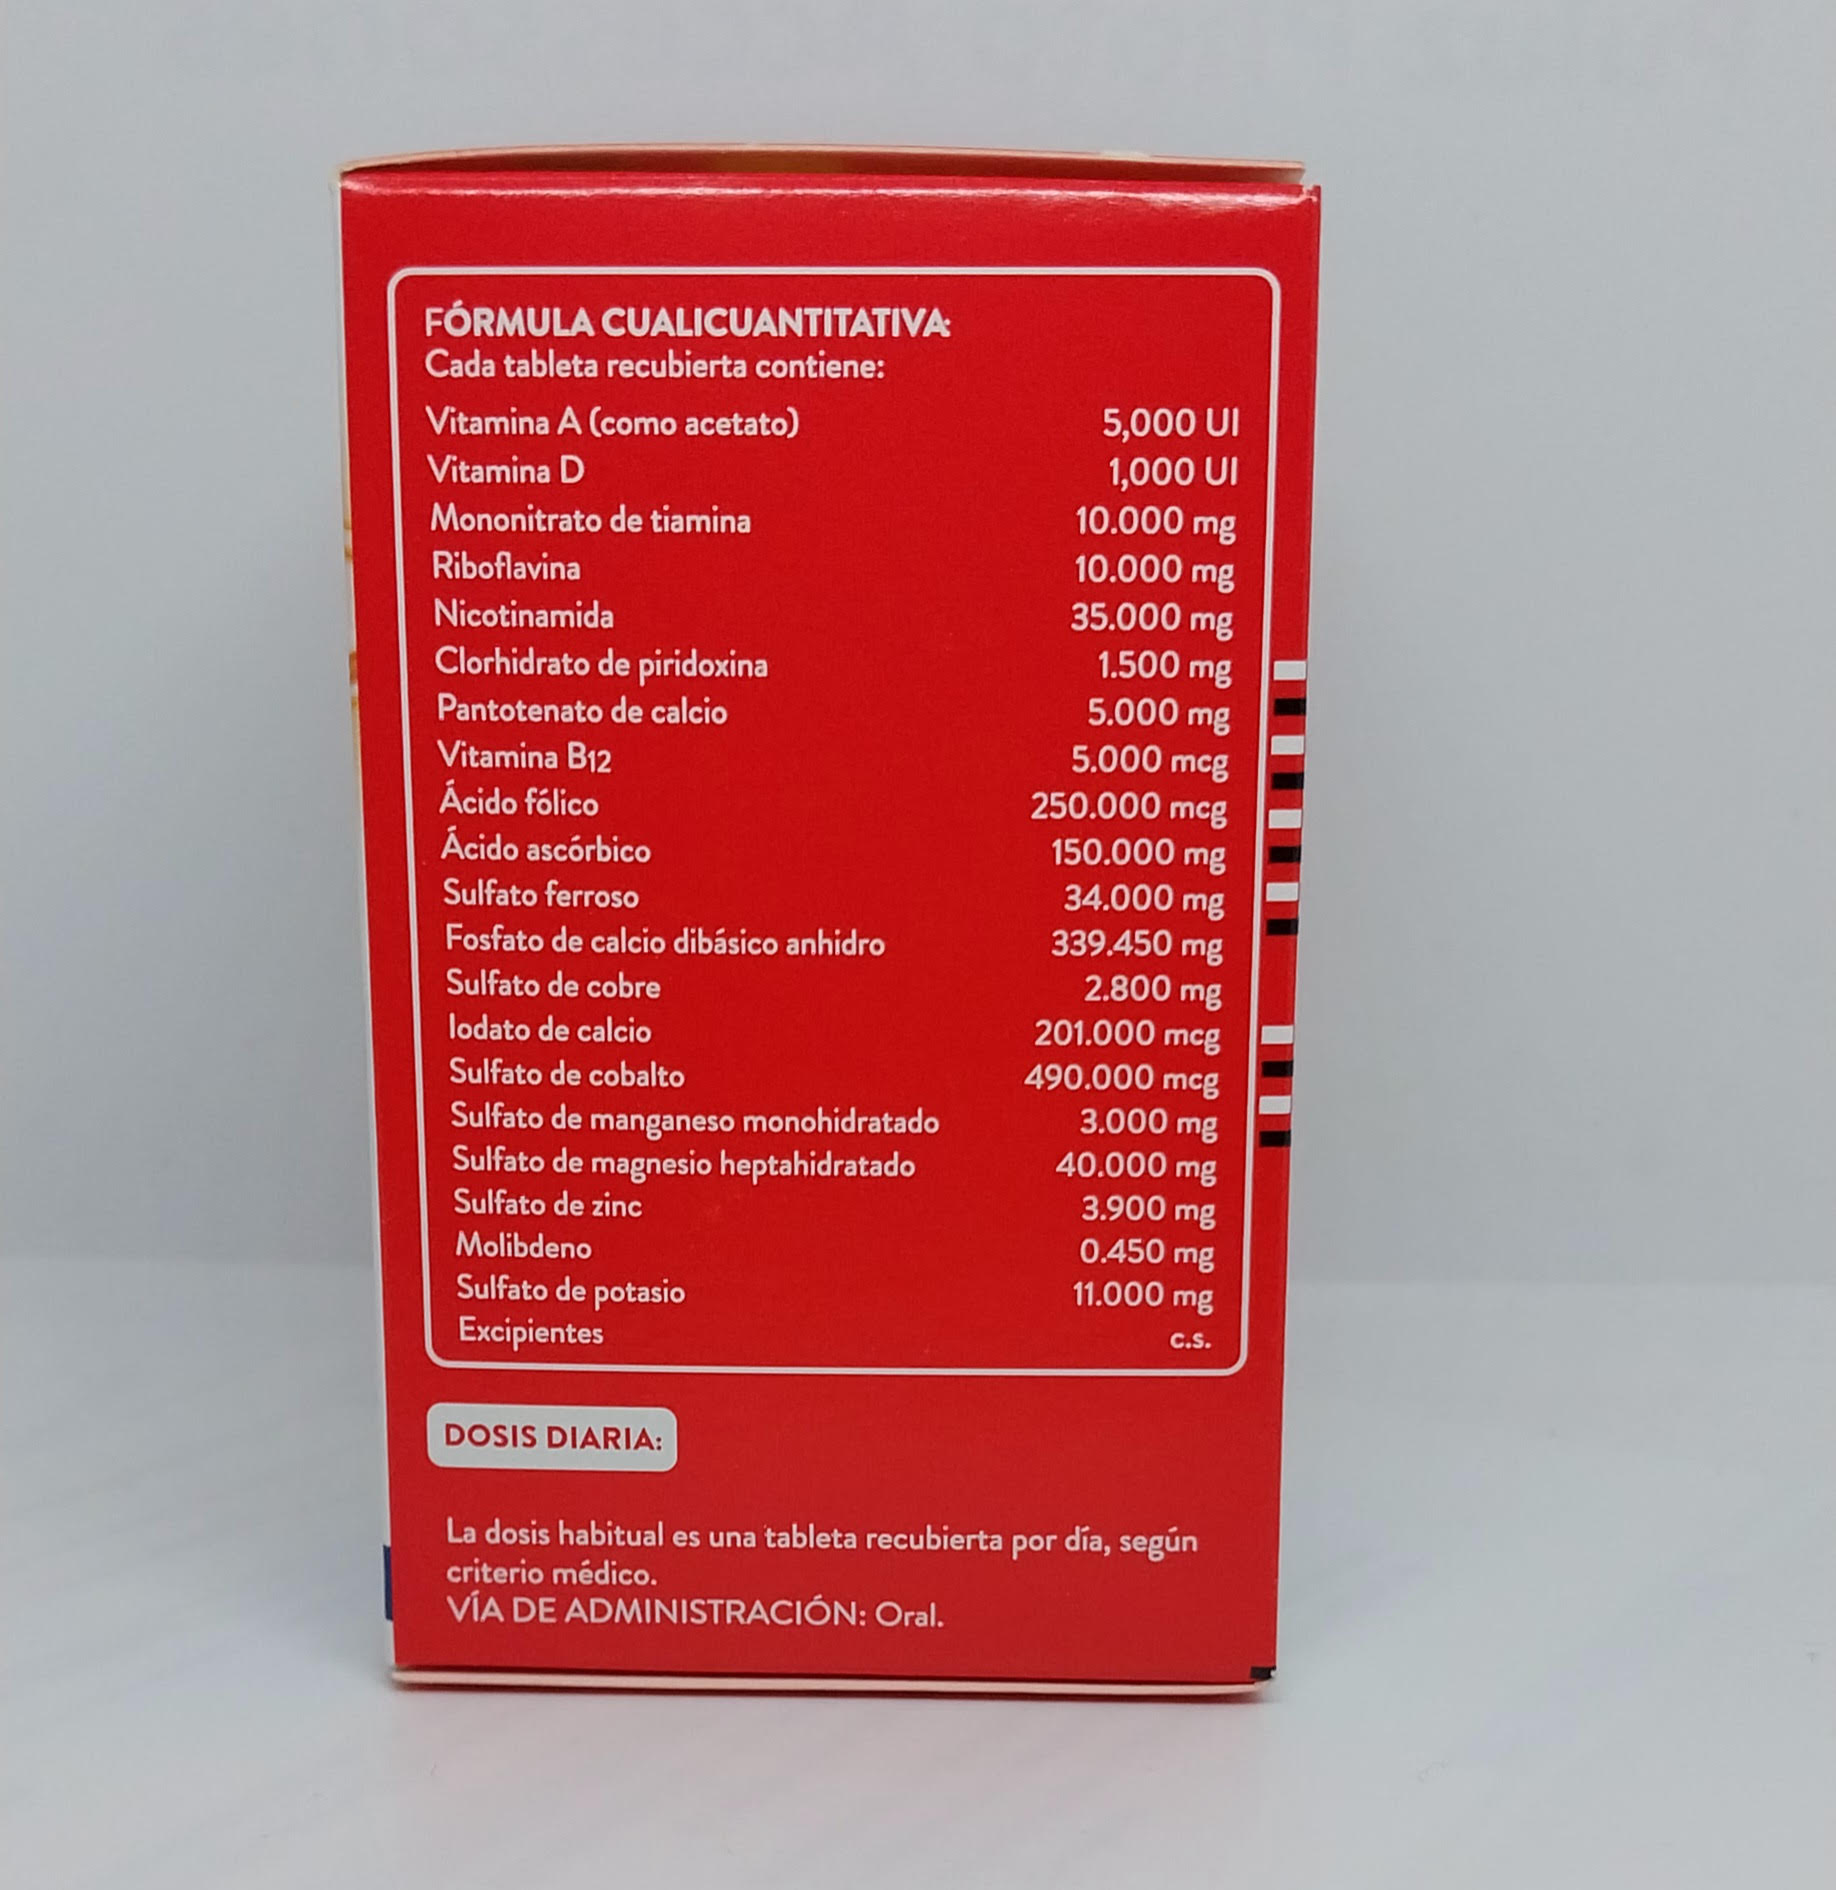 FÓRMULA CUALICUANTITATIVA:
Cada tableta recubierta contiene:
Vitamina A (como acetato) 5,000 UI
Vitamina D 1,000 UI
Mononitrato de tiamina 10.000 mg
Riboflavina 10.000 mg
Nicotinamida 35.000 mg
Clorhidrato de piridoxina 1.500 mg
Pantotenato de calcio 5.000 mg
Vitamina B12 5.000 mcg
Ácido fólico 250.000 mcg
Ácido ascórbico 150.000 mg
Sulfato ferroso 34.000 mg
Fosfato de calcio dibásico anhidro 339.450 mg
Sulfato de cobre 2.800 mg
Iodato de calcio 201.000 mcg
Sulfato de cobalto 490.000 mcg
Sulfato de manganeso monohidratado 3.000 mg
Sulfato de magnesio heptahidratado 40.000 mg
Sulfato de zinc 3.900 mg
Molibdeno 0.450 mg
Sulfato de potasio 11.000 mg
Excipientes c.s.
DOSIS DIARIA:
La dosis habitual es una tableta recubierta por día, según
criterio médico.
VÍA DE ADMINISTRACIÓN: Oral.